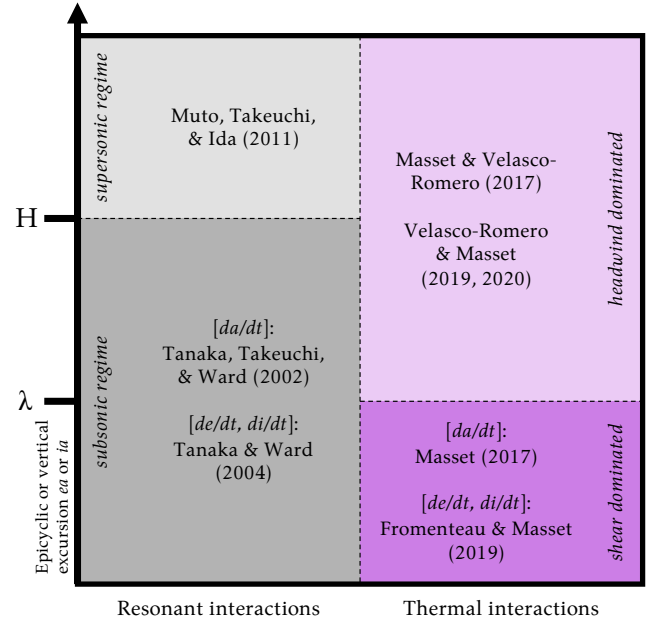 supersonic regime
Muto, Takeuchi,
& Ida (2011)
Masset & Velasco-
Romero (2017)
Velasco-Romero
& Masset
(2019, 2020)
headwind dominated
H
subsonic regime
[da/dt]:
Tanaka, Takeuchi,
& Ward (2002)
[de/dt, di/dt]:
Tanaka & Ward
(2004)
λ
[da/dt]:
Masset (2017)
[de/dt, di/dt]:
Fromenteau & Masset
(2019)
shear dominated
Epicyclic or vertical
excursion ea or ia
Resonant interactions
Thermal interactions